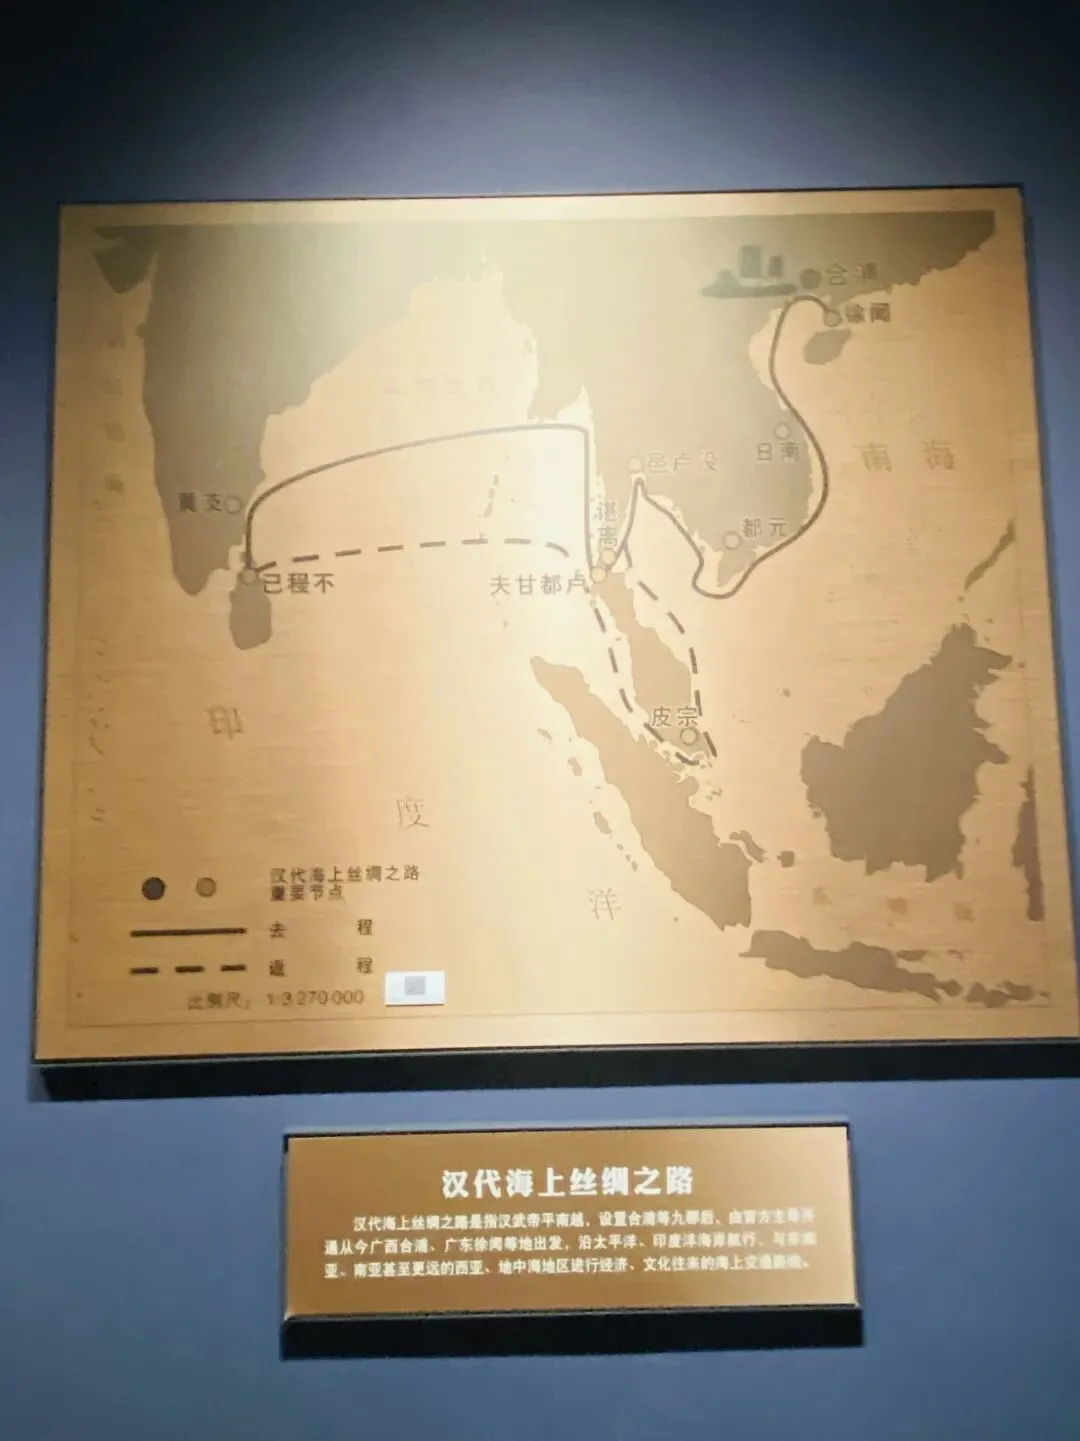 合浦
徐闻
南海
日南
邑卢没
都元
湛
离
黄支
已程不
夫甘都卢
皮宗
印
度
洋
汉代海上丝绸之路
重要节点
去 程
返 程
比例尺：1:3 270 000
汉代海上丝绸之路
汉代海上丝绸之路是指汉武帝平南越，设置合浦等九郡后，由官方主导开
通从今广西合浦、广东徐闻等地出发，沿太平洋、印度洋海岸航行，与东南
亚、南亚甚至更远的西亚、地中海地区进行经济、文化往来的海上交通路线。